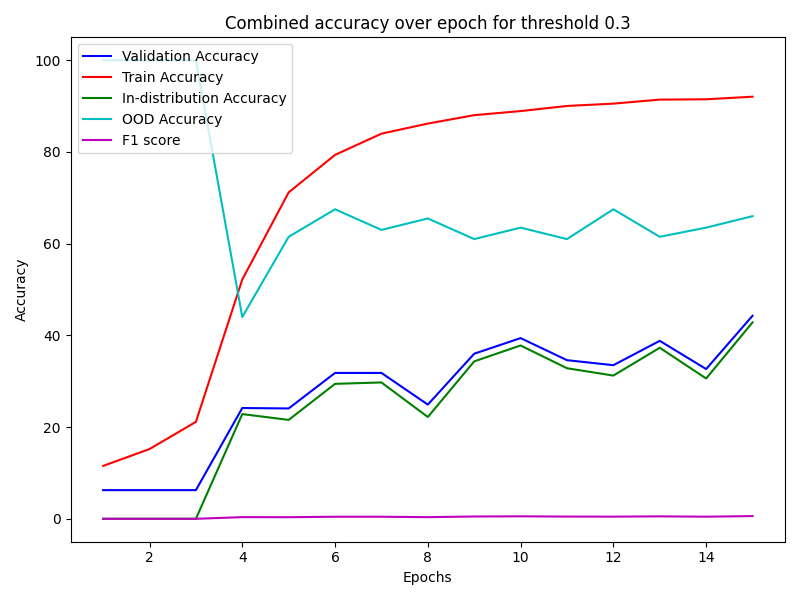 Combined accuracy over epoch for threshold 0.3
Validation Accuracy
Train Accuracy
In-distribution Accuracy
OOD Accuracy
F1 score
100
80
60
40
20
0
Accuracy
2 4 6 8 10 12 14
Epochs